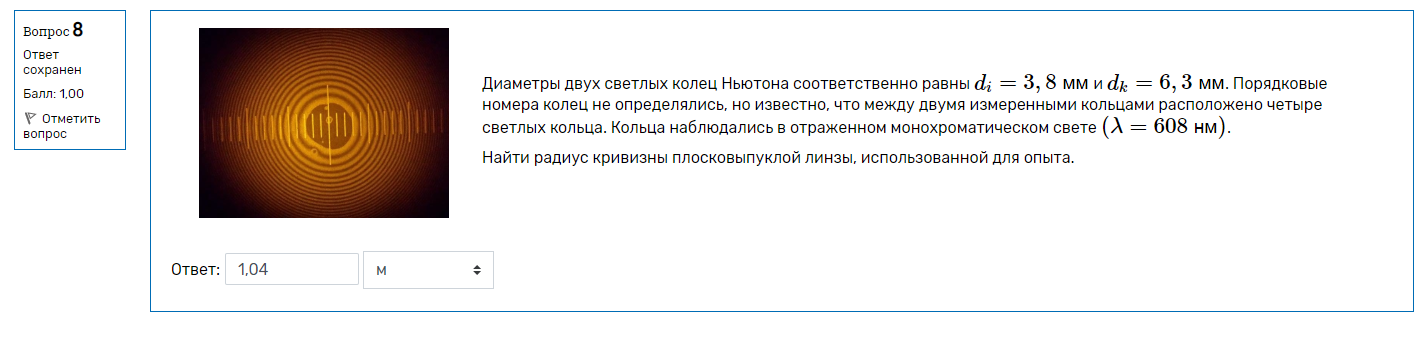 Вопрос 8
Ответ
сохранен
Балл: 1,00
Отметить
вопрос
Диаметры двух светлых колец Ньютона соответственно равны dᵢ = 3, 8 мм и dₖ = 6, 3 мм. Порядковые
номера колец не определялись, но известно, что между двумя измеренными кольцами расположено четыре
светлых кольца. Кольца наблюдались в отраженном монохроматическом свете (λ = 608 нм).
Найти радиус кривизны плосковыпуклой линзы, использованной для опыта.
Ответ: 1,04 м